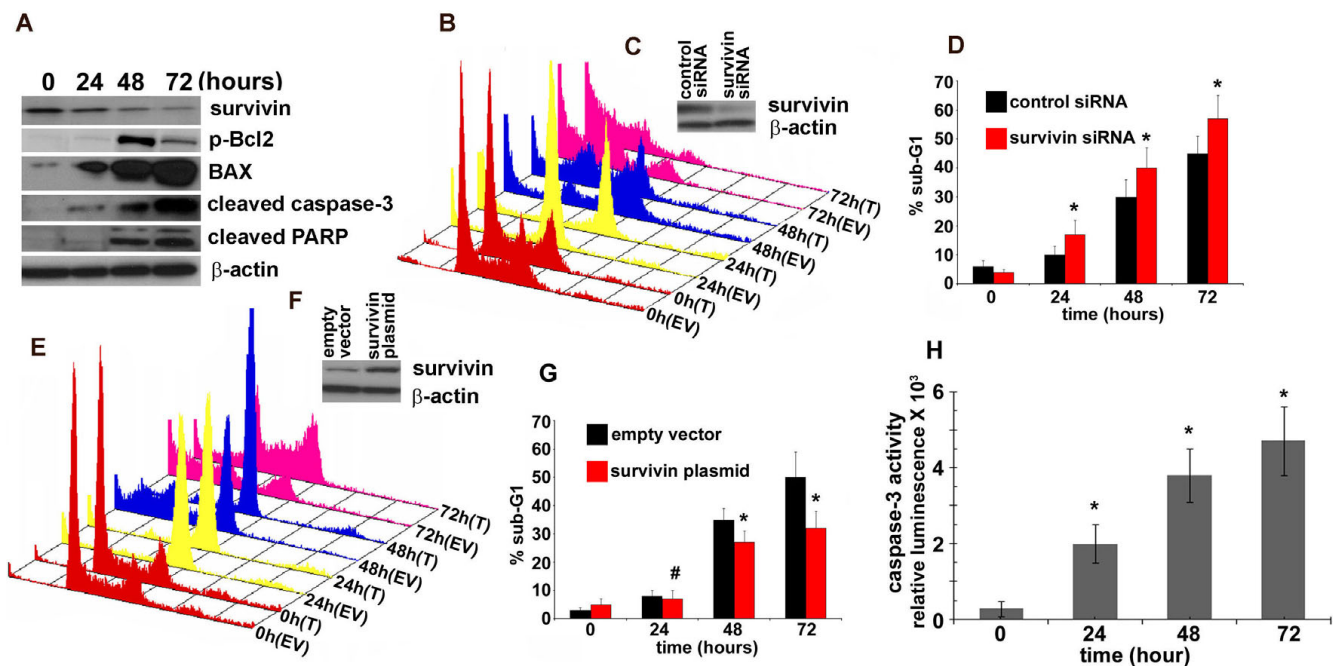 A
0 24 48 72 (hours)
survivin
p-Bcl2
BAX
cleaved caspase-3
cleaved PARP
β-actin
B
72h(T)
72h(EV)
48h(T)
48h(EV)
24h(T)
24h(EV)
0h(T)
0h(EV)
C
control siRNA
survivin siRNA
survivin
β-actin
D
control siRNA
survivin siRNA
% sub-G1
70
60
50
40
30
20
10
0
* * *
0 24 48 72
time (hours)
E
72h(T)
72h(EV)
48h(T)
48h(EV)
24h(T)
24h(EV)
0h(T)
0h(EV)
F
empty vector
survivin plasmid
survivin
β-actin
G
empty vector
survivin plasmid
% sub-G1
70
60
50
40
30
20
10
0
# * *
0 24 48 72
time (hours)
H
caspase-3 activity
relative luminescence X 10³
6
4
2
0
* * *
0 24 48 72
time (hour)